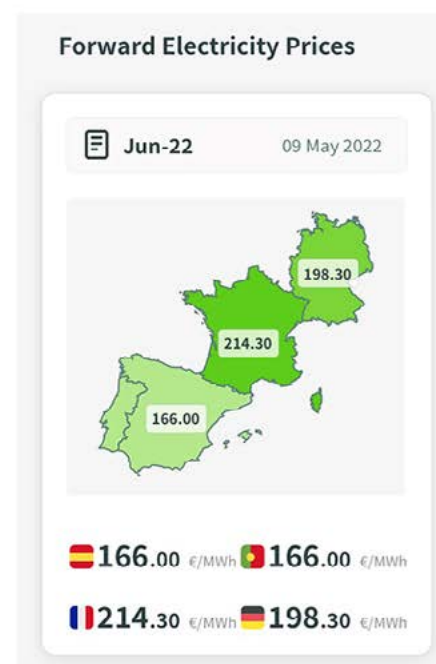 Forward Electricity Prices
Jun-22 09 May 2022
198.30
214.30
166.00
166.00 €/MWh 166.00 €/MWh
214.30 €/MWh 198.30 €/MWh